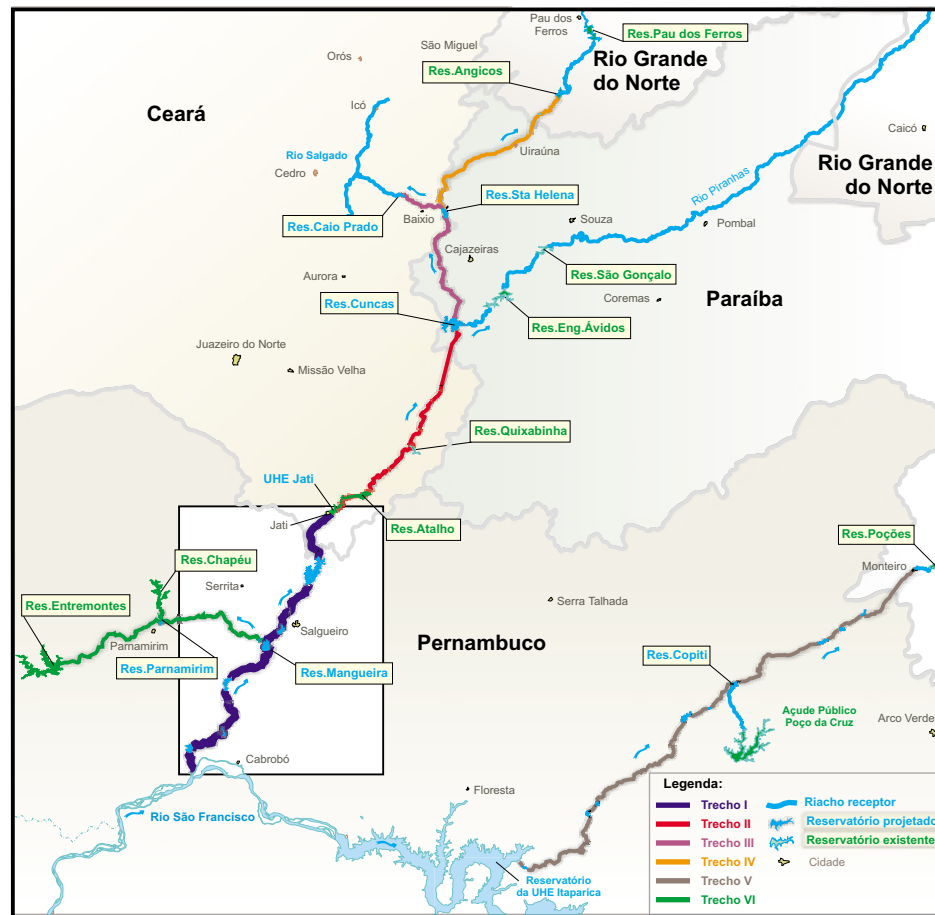 Pau dos
Ferros
Res.Pau dos Ferros
São Miguel
Rio Grande
do Norte
Orós
Res.Angicos
Ceará
Icó
Caicó
Uiraúna
Rio Salgado
Cedro
Rio Grande
do Norte
Rio Piranhas
Res.Sta Helena
Baixio
Res.Caio Prado
Souza
Pombal
Cajazeiras
Res.São Gonçalo
Aurora
Res.Cuncas
Coremas
Paraíba
Res.Eng.Ávidos
Juazeiro do Norte
Missão Velha
Res.Quixabinha
UHE Jati
Jati
Res.Atalho
Res.Poções
Res.Chapéu
Monteiro
Serrita
Res.Entremontes
Serra Talhada
Parnamirim
Salgueiro
Pernambuco
Res.Parnamirim
Res.Mangueira
Res.Copiti
Açude Público
Poço da Cruz
Arco Verde
Cabrobó
Floresta
Rio São Francisco
Reservatório
da UHE Itaparica
Legenda:
Trecho I
Riacho receptor
Trecho II
Reservatório projetado
Trecho III
Reservatório existente
Trecho IV
Cidade
Trecho V
Trecho VI